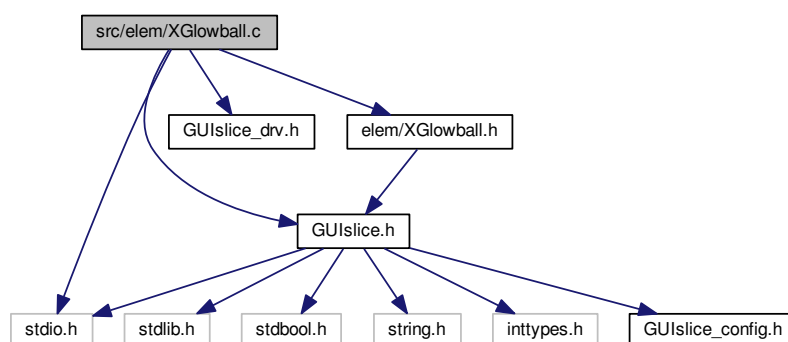 src/elem/XGlowball.c
GUIslice_drv.h
elem/XGlowball.h
GUIslice.h
stdio.h
stdlib.h
stdbool.h
string.h
inttypes.h
GUIslice_config.h